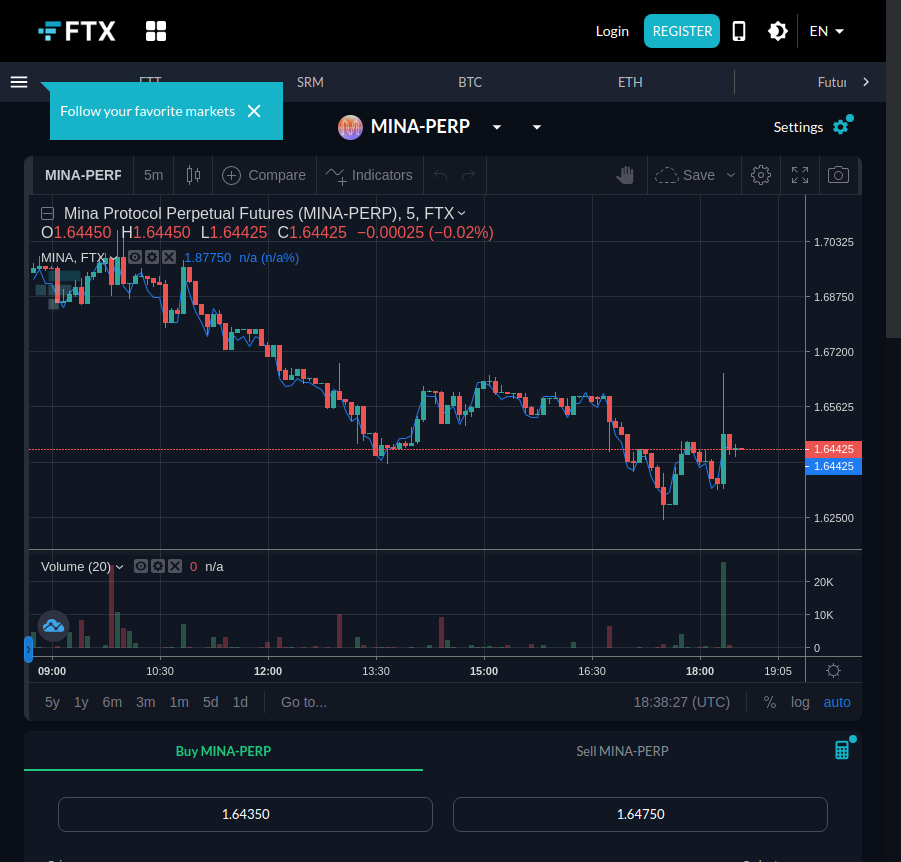 FTX
Login REGISTER EN
FTT SRM BTC ETH Futur
Follow your favorite markets
MINA-PERP
Settings
MINA-PERP 5m Compare Indicators Save
Mina Protocol Perpetual Futures (MINA-PERP), 5, FTX
O1.64450 H1.64450 L1.64425 C1.64425 −0.00025 (−0.02%)
MINA, FTX 1.87750 n/a (n/a%)
1.70325
1.68750
1.67200
1.65625
1.64425
1.64425
1.62500
Volume (20) 0 n/a
20K
10K
0
09:00 10:30 12:00 13:30 15:00 16:30 18:00 19:05
5y 1y 6m 3m 1m 5d 1d Go to... 18:38:27 (UTC) % log auto
Buy MINA-PERP Sell MINA-PERP
1.64350 1.64750